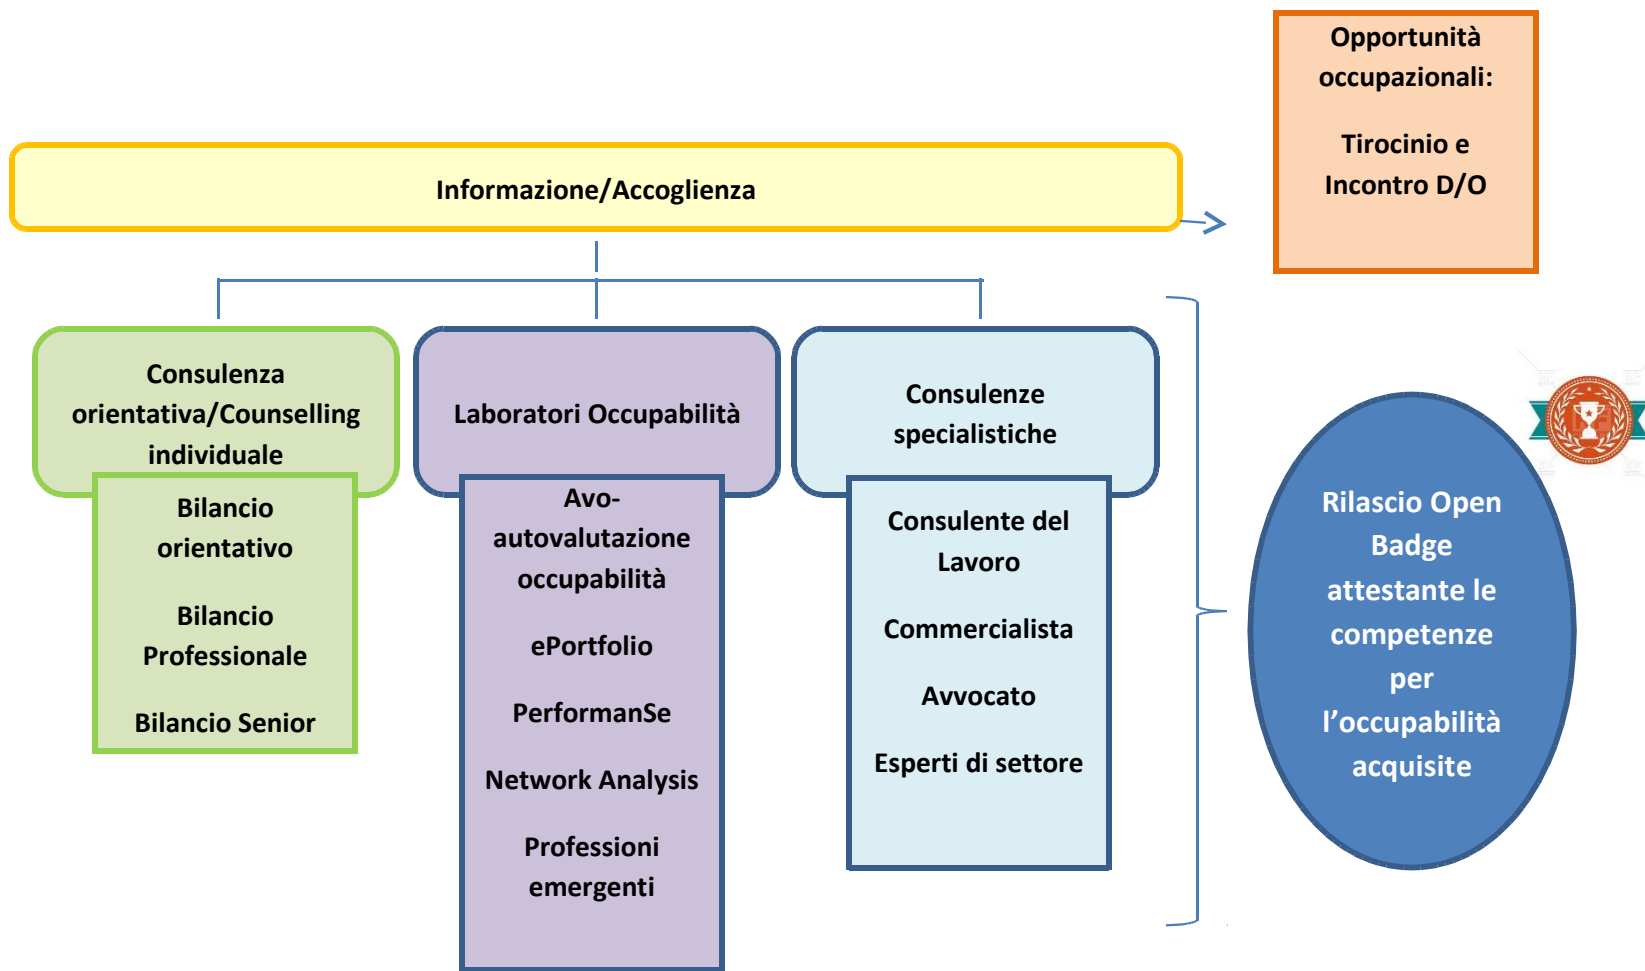 Opportunità
occupazionali:
Tirocinio e
Incontro D/O
Informazione/Accoglienza
Consulenza
orientativa/Counselling
individuale
Bilancio
orientativo
Bilancio
Professionale
Bilancio Senior
Laboratori Occupabilità
Avo-
autovalutazione
occupabilità
ePortfolio
PerformanSe
Network Analysis
Professioni
emergenti
Consulenze
specialistiche
Consulente del
Lavoro
Commercialista
Avvocato
Esperti di settore
Rilascio Open
Badge
attestante le
competenze
per
l’occupabilità
acquisite